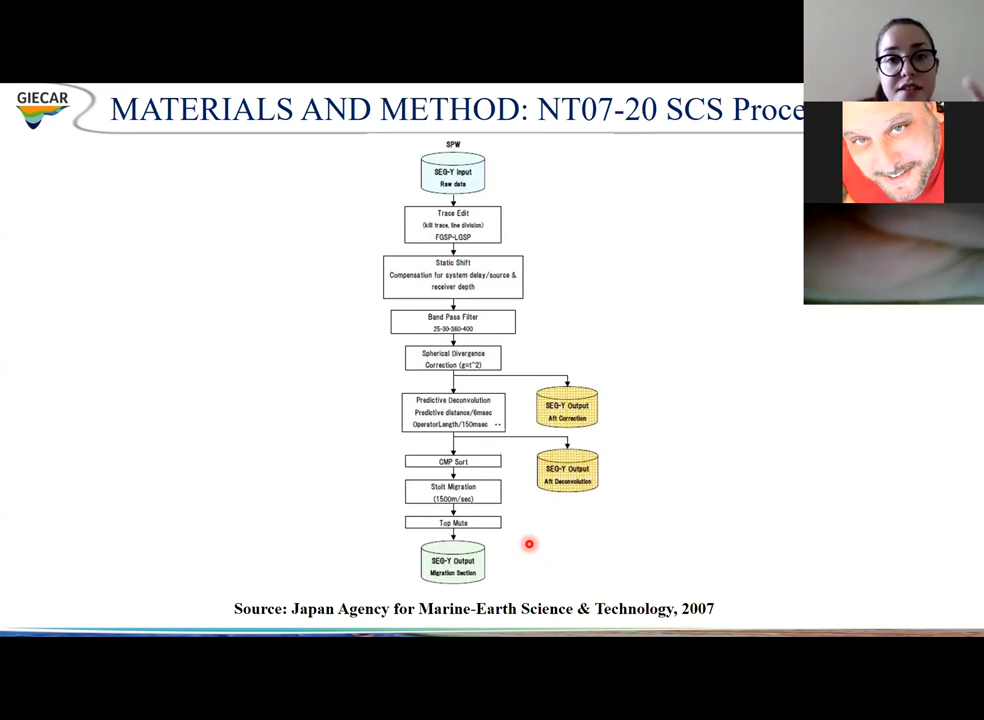 GIECAR
MATERIALS AND METHOD: NT07-20 SCS Proce
SPW
SEG-Y Input
Raw data
Trace Edit
(kill trace, line division)
FGSP-LGSP
Static Shift
Compensation for system delay/source &
receiver depth
Band Pass Filter
25-30-360-400
Spherical Divergence
Correction (g=t^2)
Predictive Deconvolution
Predictive distance/6msec
OperatorLength/150msec ..
SEG-Y Output
Aft Correction
CMP Sort
SEG-Y Output
Aft Deconvolution
Stolt Migration
(1500m/sec)
Top Mute
SEG-Y Output
Migration Section
Source: Japan Agency for Marine-Earth Science & Technology, 2007